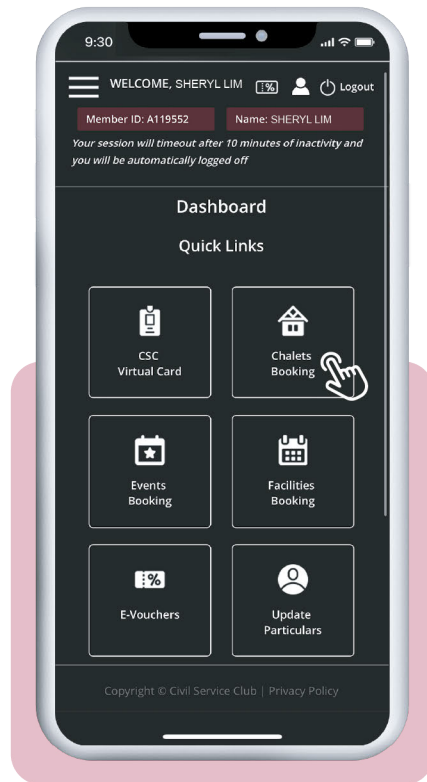 9:30
WELCOME, SHERYL LIM % Logout
Member ID: A119552 Name: SHERYL LIM
Your session will timeout after 10 minutes of inactivity and
you will be automatically logged off
Dashboard
Quick Links
CSC
Virtual Card
Chalets
Booking
Events
Booking
Facilities
Booking
%
E-Vouchers
Update
Particulars
Copyright © Civil Service Club | Privacy Policy